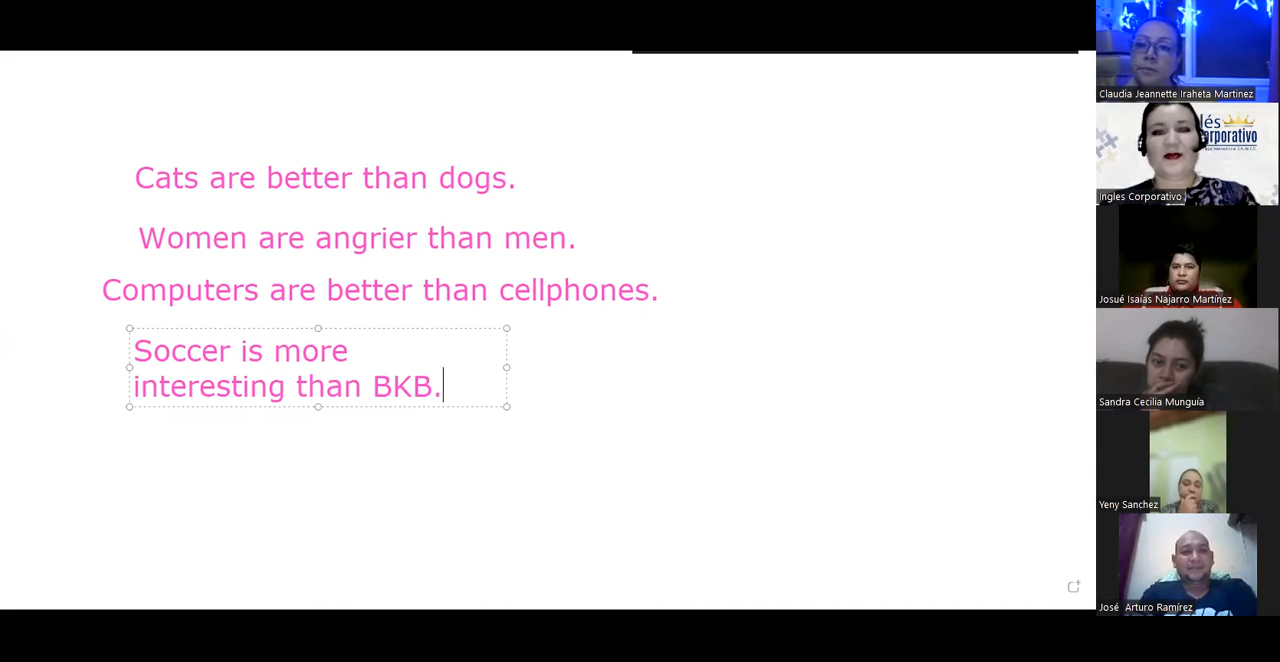 Cats are better than dogs.
Women are angrier than men.
Computers are better than cellphones.
Soccer is more
interesting than BKB.
Claudia Jeannette Iraheta Martinez
lés
orporativo
Ingles Corporativo
Josué Isaías Najarro Martínez
Sandra Cecilia Munguía
Yeny Sanchez
José Arturo Ramírez